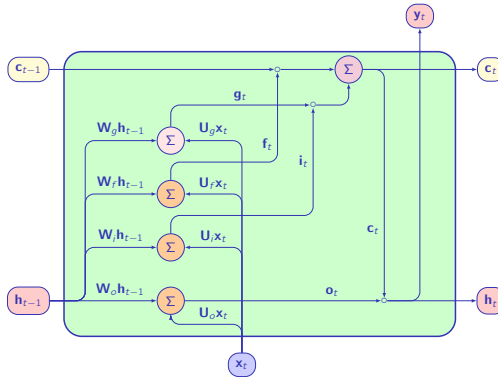 y_t
c_{t−1}
Σ
c_t
g_t
W_g h_{t−1}
Σ
U_g x_t
f_t
i_t
W_f h_{t−1}
Σ
U_f x_t
W_i h_{t−1}
Σ
U_i x_t
c_t
h_{t−1}
W_o h_{t−1}
Σ
U_o x_t
o_t
h_t
x_t